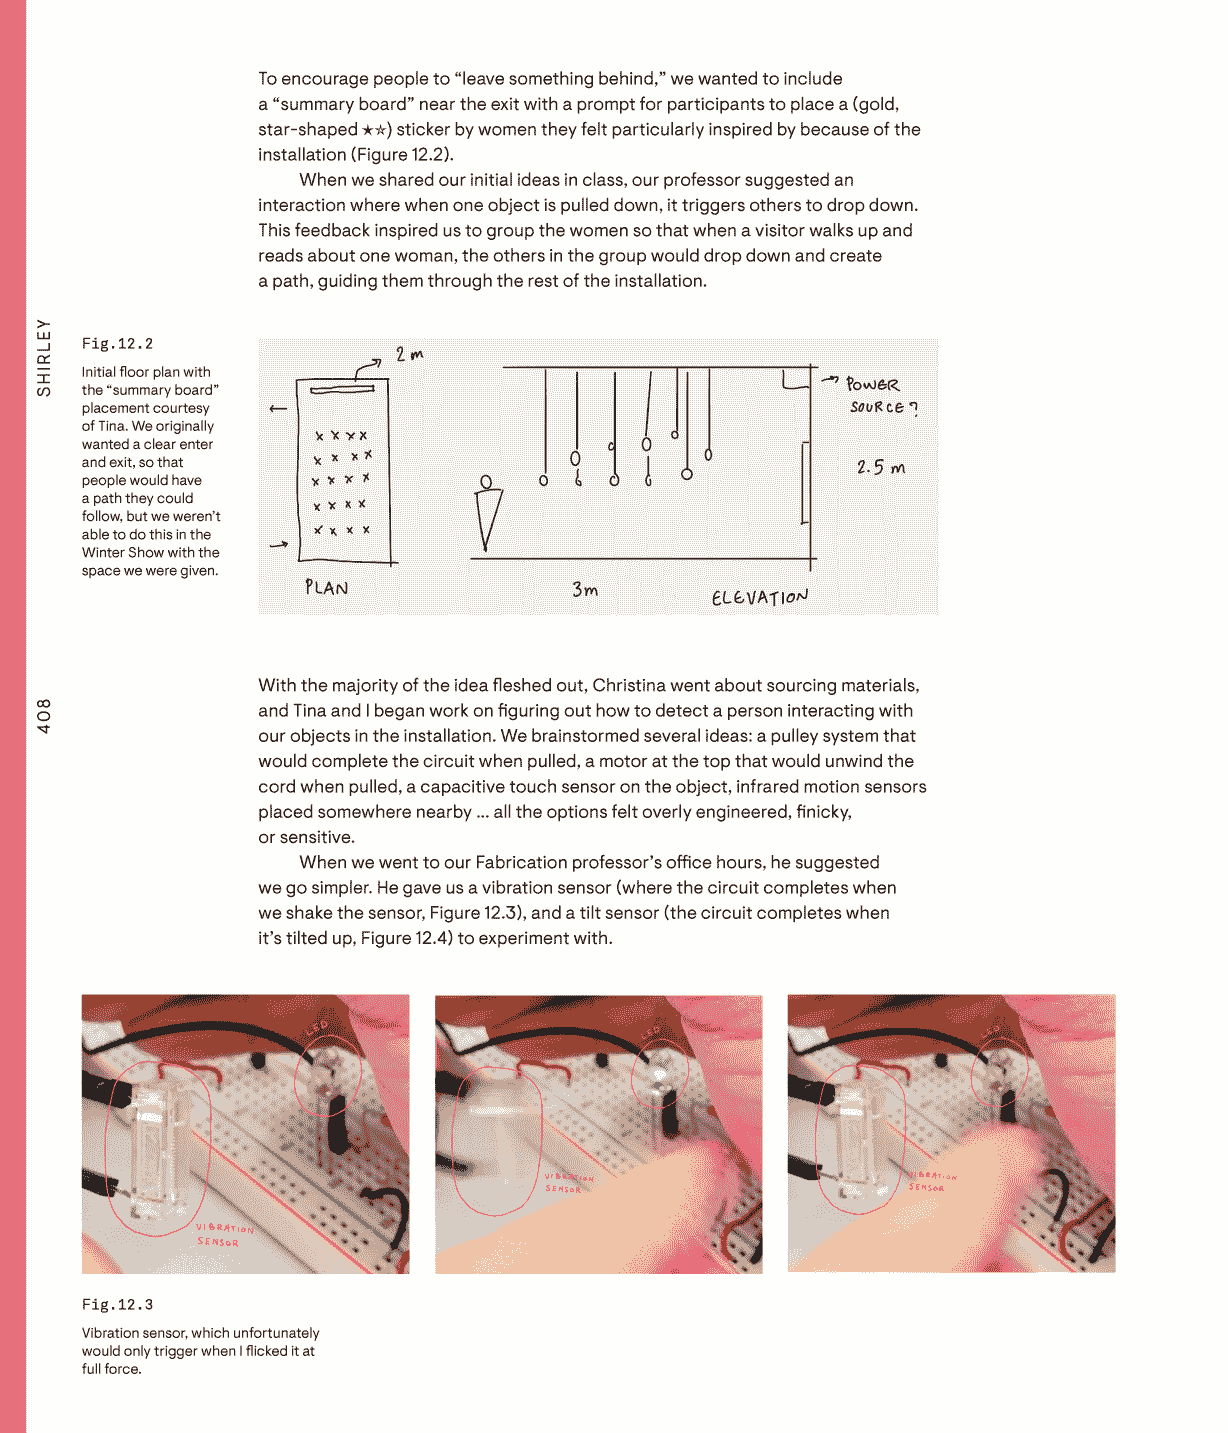 To encourage people to “leave something behind,” we wanted to include
a “summary board” near the exit with a prompt for participants to place a (gold,
star-shaped ★☆) sticker by women they felt particularly inspired by because of the
installation (Figure 12.2).
When we shared our initial ideas in class, our professor suggested an
interaction where when one object is pulled down, it triggers others to drop down.
This feedback inspired us to group the women so that when a visitor walks up and
reads about one woman, the others in the group would drop down and create
a path, guiding them through the rest of the installation.
SHIRLEY
Fig.12.2
Initial floor plan with
the “summary board”
placement courtesy
of Tina. We originally
wanted a clear enter
and exit, so that
people would have
a path they could
follow, but we weren’t
able to do this in the
Winter Show with the
space we were given.
2 m
x x x x
x x x x
x x x x
x x x x
x x x x
PLAN
POWER
SOURCE ?
2.5 m
3m
ELEVATION
408
With the majority of the idea fleshed out, Christina went about sourcing materials,
and Tina and I began work on figuring out how to detect a person interacting with
our objects in the installation. We brainstormed several ideas: a pulley system that
would complete the circuit when pulled, a motor at the top that would unwind the
cord when pulled, a capacitive touch sensor on the object, infrared motion sensors
placed somewhere nearby ... all the options felt overly engineered, finicky,
or sensitive.
When we went to our Fabrication professor’s office hours, he suggested
we go simpler. He gave us a vibration sensor (where the circuit completes when
we shake the sensor, Figure 12.3), and a tilt sensor (the circuit completes when
it’s tilted up, Figure 12.4) to experiment with.
LED
VIBRATION
SENSOR
LED
VIBRATION
SENSOR
LED
VIBRATION
SENSOR
Fig.12.3
Vibration sensor, which unfortunately
would only trigger when I flicked it at
full force.